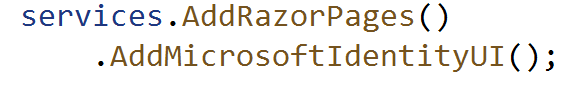 services.AddRazorPages()
    .AddMicrosoftIdentityUI();